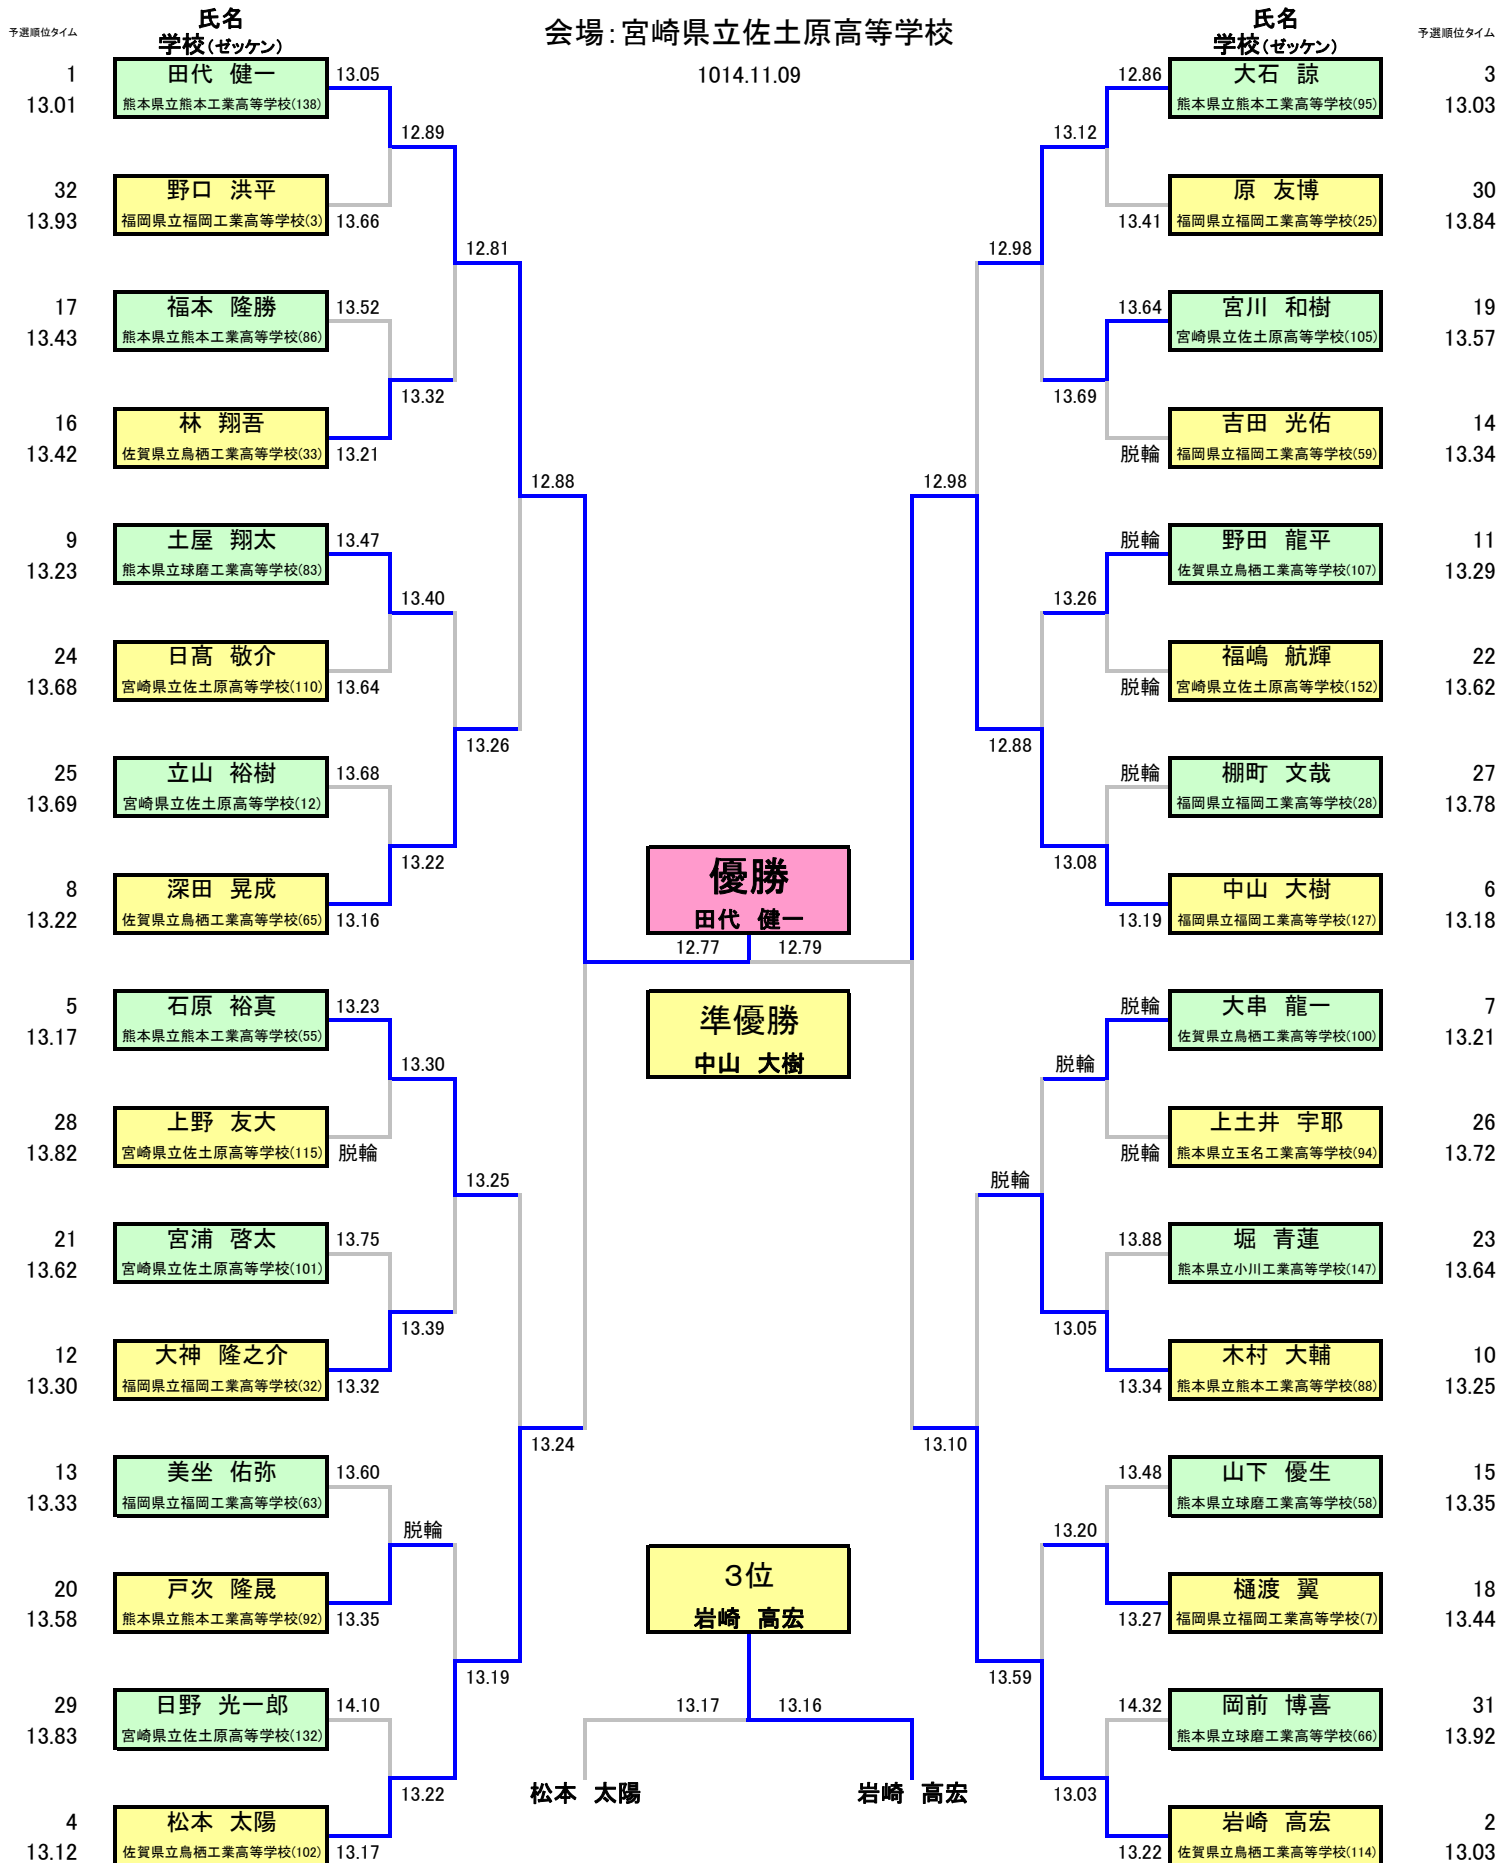 会場：宮崎県立佐土原高等学校
1014.11.09
予選順位タイム
氏名
学校（ゼッケン）
1
13.01
田代 健一
熊本県立熊本工業高等学校(138)
13.05
12.89
32
13.93
野口 洪平
福岡県立福岡工業高等学校(3)
13.66
12.81
17
13.43
福本 隆勝
熊本県立熊本工業高等学校(86)
13.52
13.32
16
13.42
林 翔吾
佐賀県立鳥栖工業高等学校(33)
13.21
12.88
9
13.23
土屋 翔太
熊本県立球磨工業高等学校(83)
13.47
13.40
24
13.68
日髙 敬介
宮崎県立佐土原高等学校(110)
13.64
13.26
25
13.69
立山 裕樹
宮崎県立佐土原高等学校(12)
13.68
13.22
8
13.22
深田 晃成
佐賀県立鳥栖工業高等学校(65)
13.16
5
13.17
石原 裕真
熊本県立熊本工業高等学校(55)
13.23
13.30
28
13.82
上野 友大
宮崎県立佐土原高等学校(115)
脱輪
13.25
21
13.62
宮浦 啓太
宮崎県立佐土原高等学校(101)
13.75
13.39
12
13.30
大神 隆之介
福岡県立福岡工業高等学校(32)
13.32
13.24
13
13.33
美坐 佑弥
福岡県立福岡工業高等学校(63)
13.60
脱輪
20
13.58
戸次 隆晟
熊本県立熊本工業高等学校(92)
13.35
13.19
29
13.83
日野 光一郎
宮崎県立佐土原高等学校(132)
14.10
13.22
4
13.12
松本 太陽
佐賀県立鳥栖工業高等学校(102)
13.17
優勝
田代 健一
12.77
12.79
準優勝
中山 大樹
3位
岩崎 高宏
13.17
13.16
松本 太陽
岩崎 高宏
氏名
学校（ゼッケン）
予選順位タイム
12.86
大石 諒
熊本県立熊本工業高等学校(95)
3
13.03
13.12
原 友博
福岡県立福岡工業高等学校(25)
13.41
30
13.84
12.98
13.64
宮川 和樹
宮崎県立佐土原高等学校(105)
19
13.57
13.69
吉田 光佑
福岡県立福岡工業高等学校(59)
脱輪
14
13.34
12.98
脱輪
野田 龍平
佐賀県立鳥栖工業高等学校(107)
11
13.29
13.26
福嶋 航輝
宮崎県立佐土原高等学校(152)
脱輪
22
13.62
12.88
脱輪
棚町 文哉
福岡県立福岡工業高等学校(28)
27
13.78
13.08
中山 大樹
福岡県立福岡工業高等学校(127)
13.19
6
13.18
脱輪
大串 龍一
佐賀県立鳥栖工業高等学校(100)
7
13.21
脱輪
上土井 宇耶
熊本県立玉名工業高等学校(94)
脱輪
26
13.72
脱輪
13.88
堀 青蓮
熊本県立小川工業高等学校(147)
23
13.64
13.05
木村 大輔
熊本県立熊本工業高等学校(88)
13.34
10
13.25
13.10
13.48
山下 優生
熊本県立球磨工業高等学校(58)
15
13.35
13.20
樋渡 翼
福岡県立福岡工業高等学校(7)
13.27
18
13.44
13.59
14.32
岡前 博喜
熊本県立球磨工業高等学校(66)
31
13.92
13.03
岩崎 高宏
佐賀県立鳥栖工業高等学校(114)
13.22
2
13.03